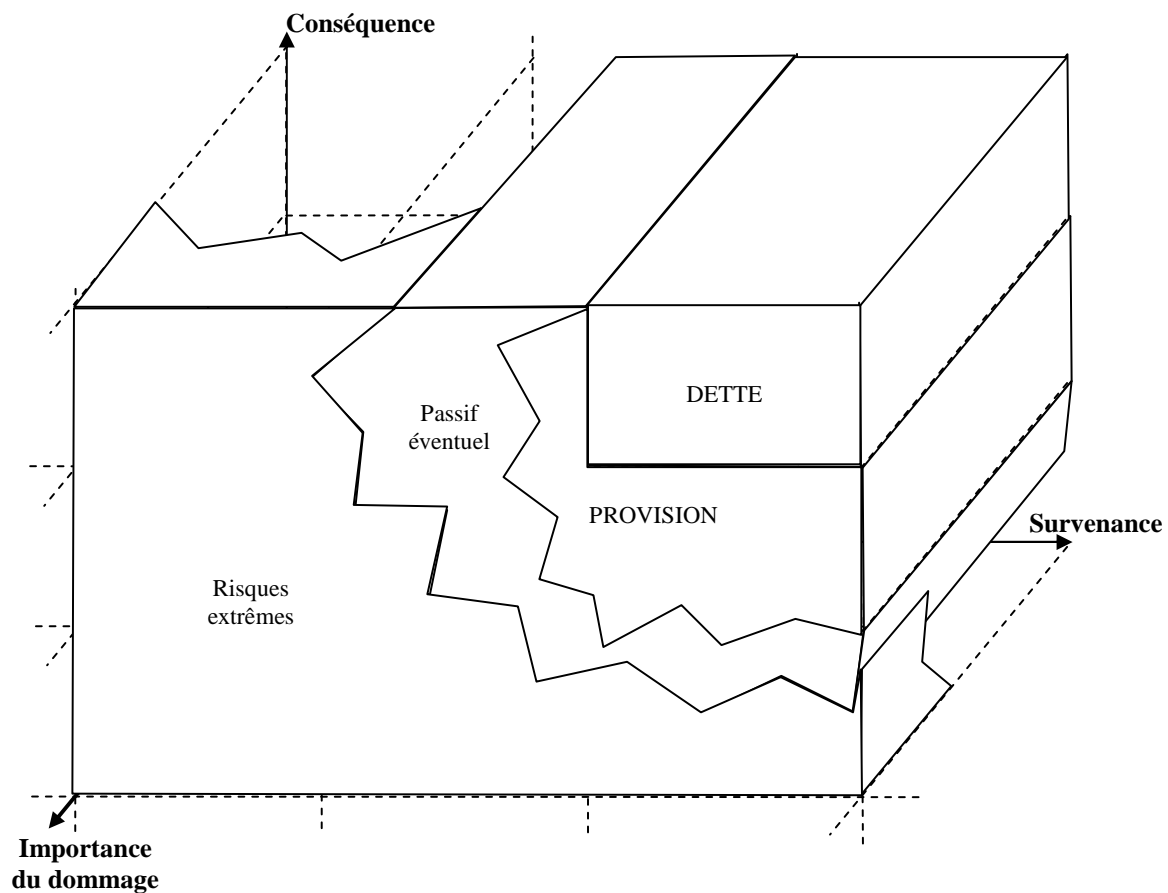 Conséquence
DETTE
Passif
éventuel
PROVISION
Survenance
Risques
extrêmes
Importance
du dommage